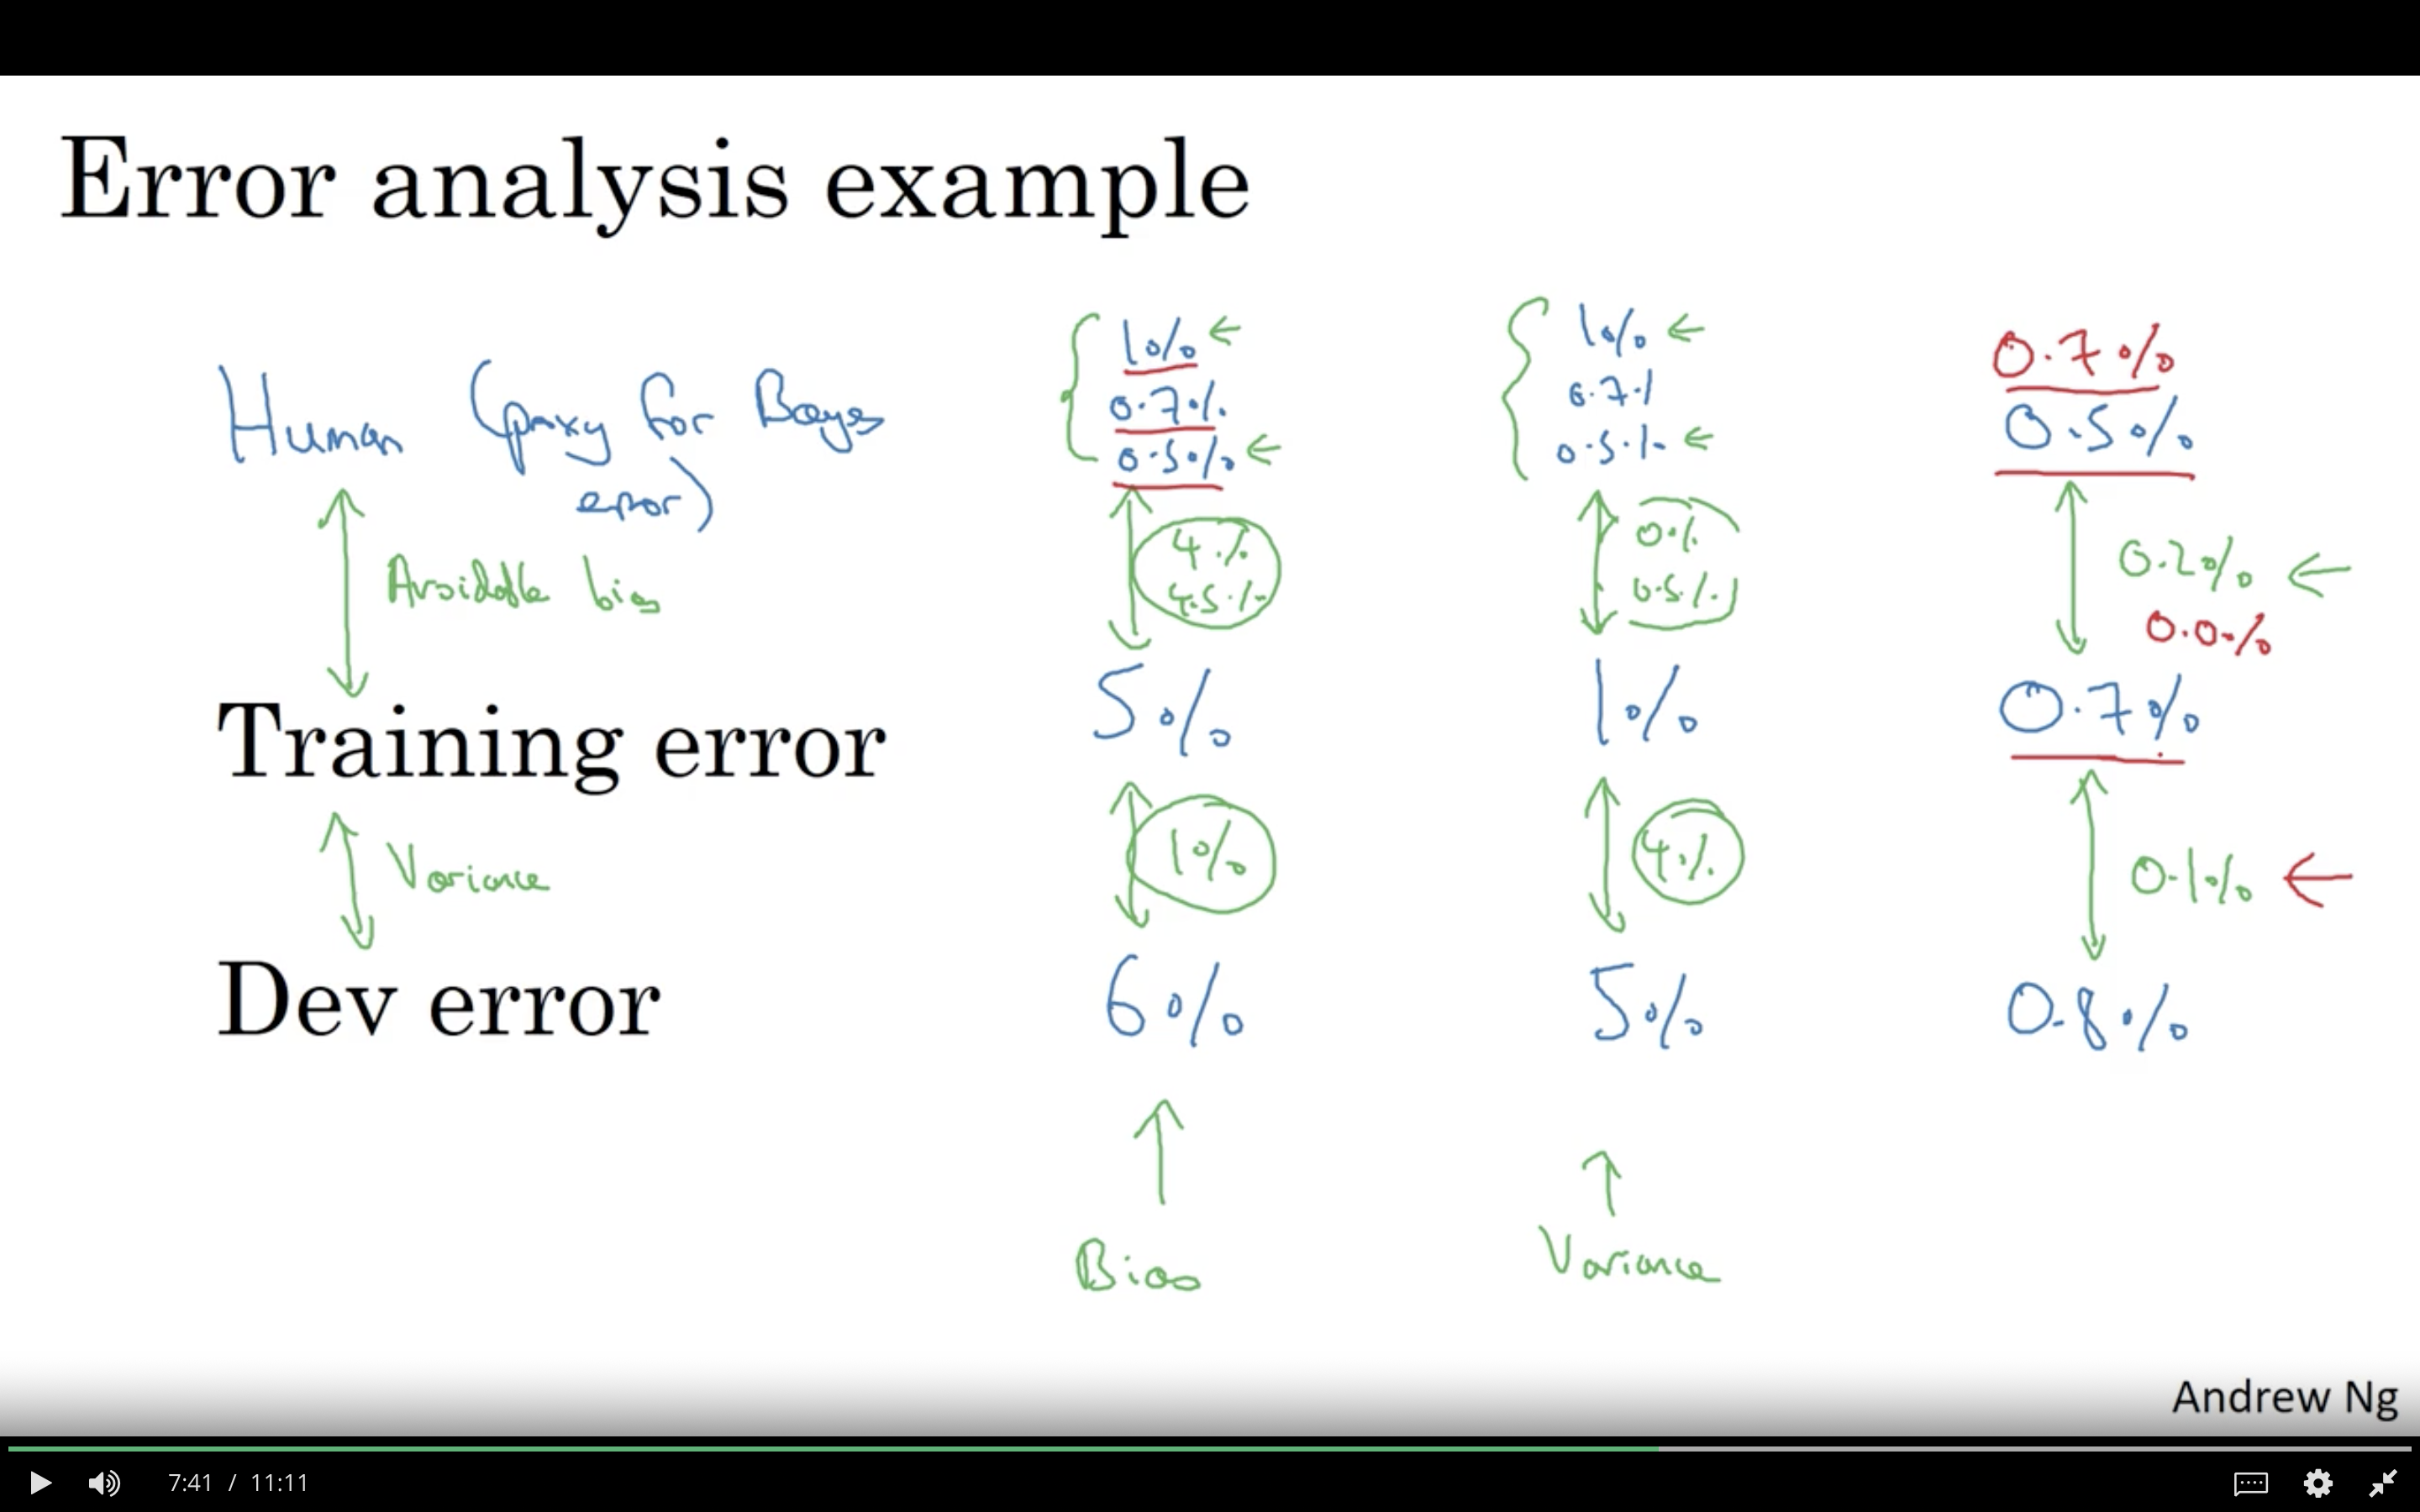 Error analysis example
1% ←
1% ←
0.7%
Human (proxy for Bayes
0.7%
0.7%
0.5%
error)
0.5% ←
0.5% ←
Avoidable bias
4%
0%
0.2% ←
4.5%
0.5%
0.0%
Training error
5%
1%
0.7%
Variance
1%
4%
0.1% ←
Dev error
6%
5%
0.8%
Bias
Variance
Andrew Ng
7:41 / 11:11